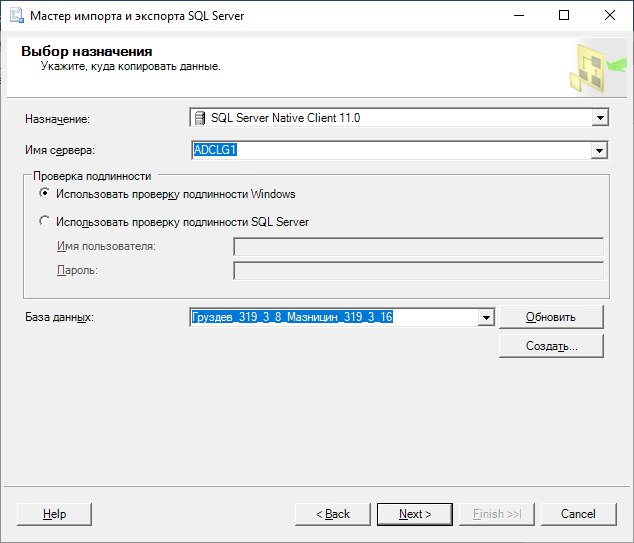 Мастер импорта и экспорта SQL Server
Выбор назначения
Укажите, куда копировать данные.
Назначение:
SQL Server Native Client 11.0
Имя сервера:
ADCLG1
Проверка подлинности
Использовать проверку подлинности Windows
Использовать проверку подлинности SQL Server
Имя пользователя:
Пароль:
База данных:
Груздев_319_3_8_Мазницин_319_3_16
Обновить
Создать...
Help
< Back
Next >
Finish >>|
Cancel